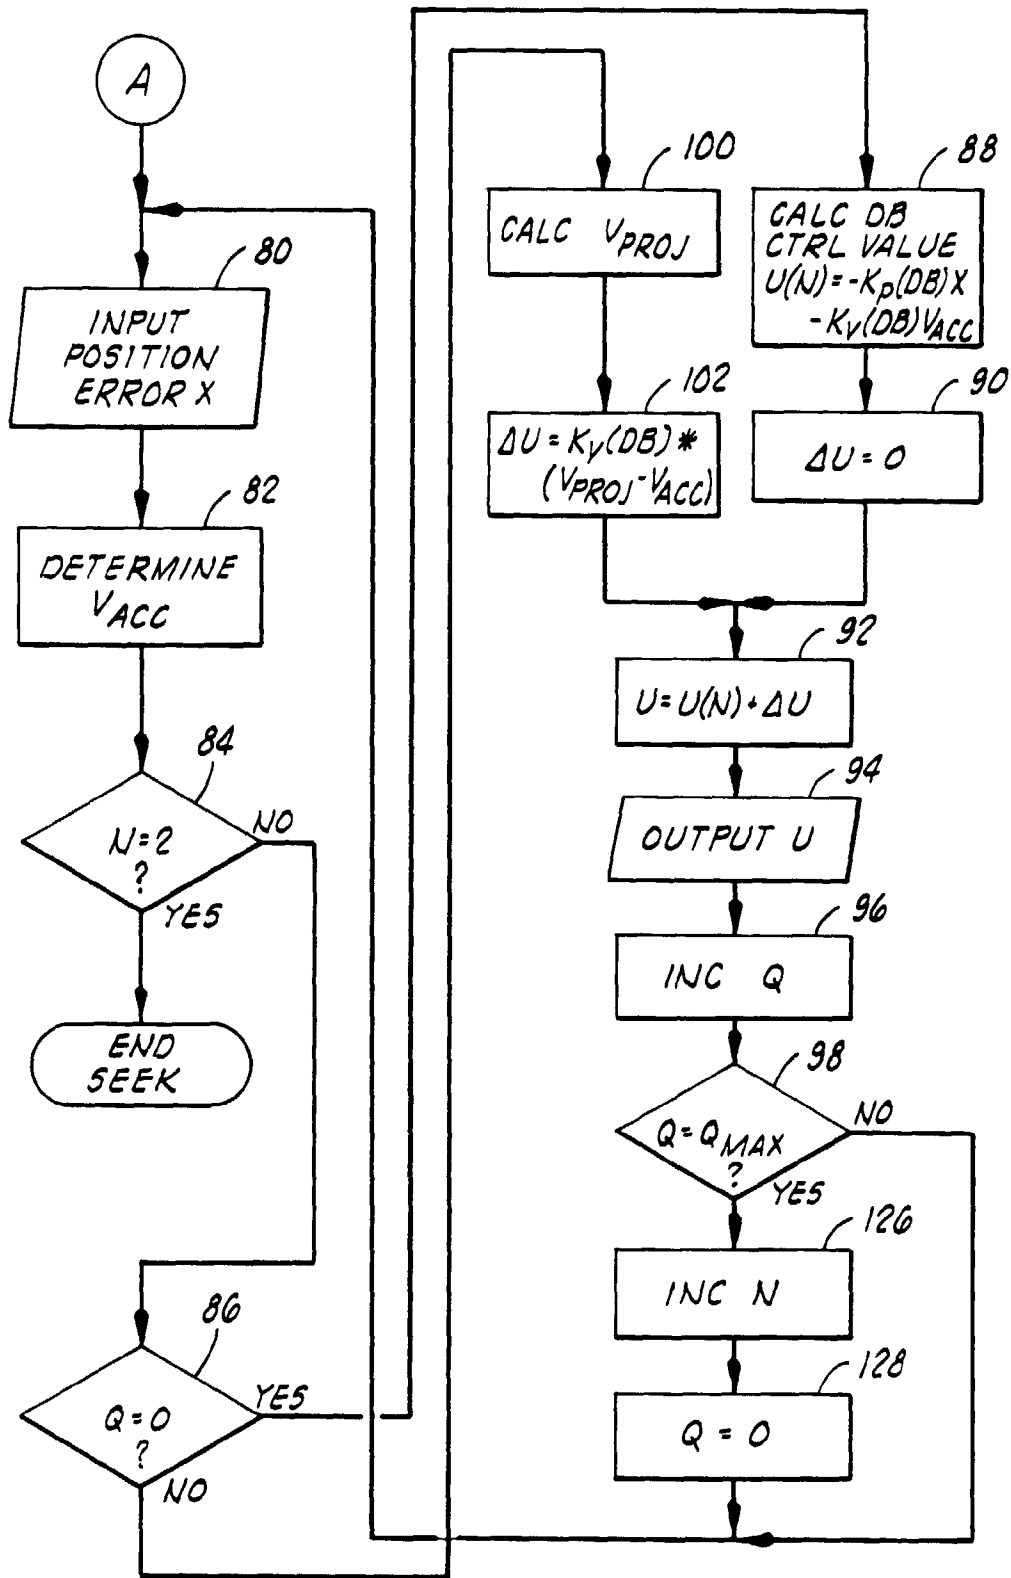 A
80
INPUT
POSITION
ERROR X
82
DETERMINE
VACC
84
N=2
?
NO
YES
END
SEEK
86
Q=0
?
YES
NO
100
CALC VPROJ
102
ΔU=KV(DB)*
(VPROJ-VACC)
88
CALC DB
CTRL VALUE
U(N)=-KP(DB)X
-KV(DB)VACC
90
ΔU=0
92
U=U(N)+ΔU
94
OUTPUT U
96
INC Q
98
Q=QMAX
?
NO
YES
126
INC N
128
Q=0